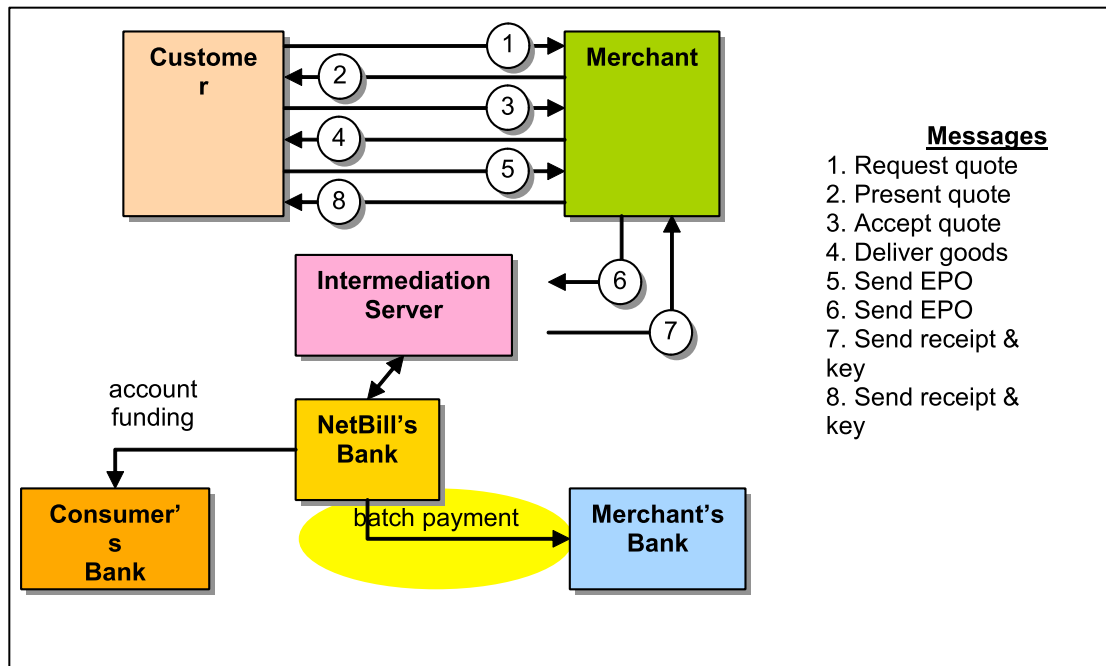 Custome
r
Merchant
1
2
3
4
5
8
6
7
Intermediation
Server
account
funding
NetBill’s
Bank
batch payment
Consumer’
s
Bank
Merchant’s
Bank
Messages
1. Request quote
2. Present quote
3. Accept quote
4. Deliver goods
5. Send EPO
6. Send EPO
7. Send receipt &
key
8. Send receipt &
key